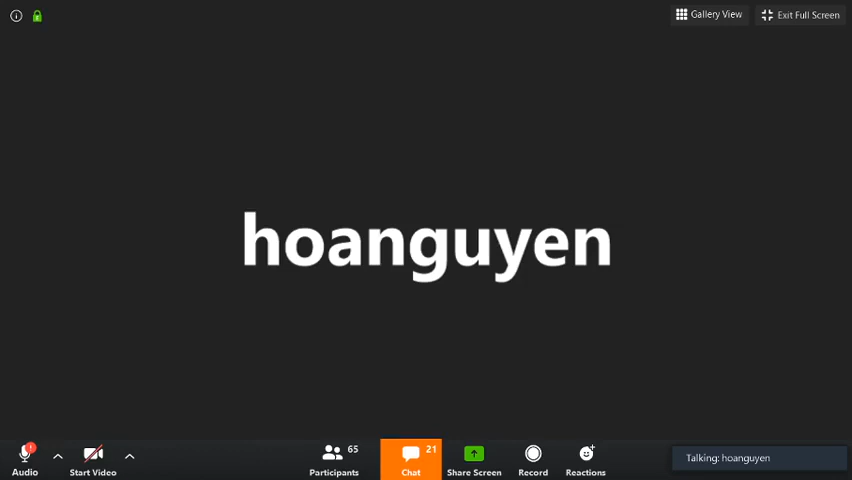 Gallery View
Exit Full Screen
hoanguyen
Audio
Start Video
65
Participants
21
Chat
Share Screen
Record
Reactions
Talking: hoanguyen